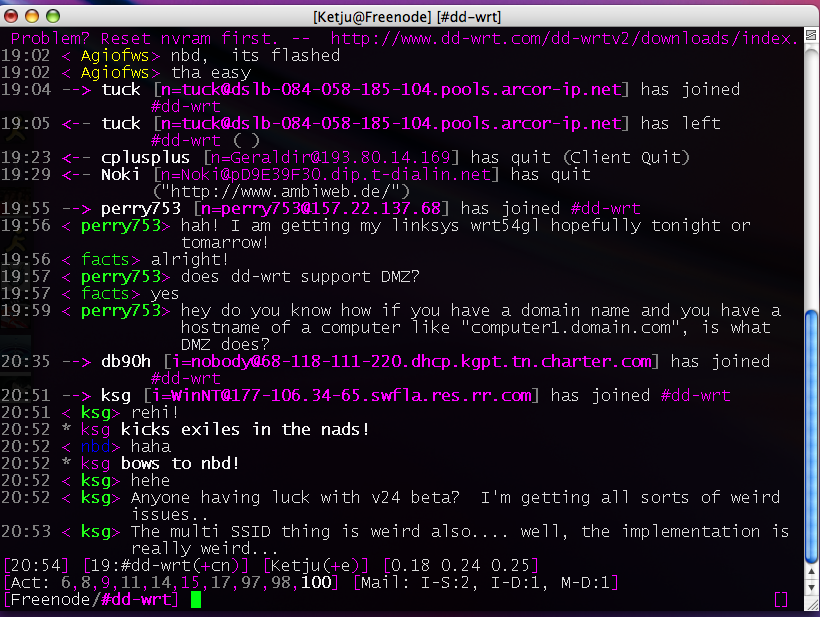 [Ketju@Freenode] [#dd-wrt]
Problem? Reset nvram first. -- http://www.dd-wrt.com/dd-wrtv2/downloads/index.
19:02 < Agiofws> nbd,  its flashed
19:02 < Agiofws> tha easy
19:04 --> tuck [n=tuck@dslb-084-058-185-104.pools.arcor-ip.net] has joined
#dd-wrt
19:05 <-- tuck [n=tuck@dslb-084-058-185-104.pools.arcor-ip.net] has left
#dd-wrt ( )
19:23 <-- cplusplus [n=Geraldir@193.80.14.169] has quit (Client Quit)
19:29 <-- Noki [n=Noki@pD9E39F30.dip.t-dialin.net] has quit
("http://www.ambiweb.de/")
19:55 --> perry753 [n=perry753@157.22.137.68] has joined #dd-wrt
19:56 < perry753> hah! I am getting my linksys wrt54gl hopefully tonight or
tomarrow!
19:56 < facts> alright!
19:57 < perry753> does dd-wrt support DMZ?
19:57 < facts> yes
19:59 < perry753> hey do you know how if you have a domain name and you have a
hostname of a computer like "computer1.domain.com", is what
DMZ does?
20:35 --> db90h [i=nobody@68-118-111-220.dhcp.kgpt.tn.charter.com] has joined
#dd-wrt
20:51 --> ksg [i=WinNT@177-106.34-65.swfla.res.rr.com] has joined #dd-wrt
20:51 < ksg> rehi!
20:52 * ksg kicks exiles in the nads!
20:52 < nbd> haha
20:52 * ksg bows to nbd!
20:52 < ksg> hehe
20:52 < ksg> Anyone having luck with v24 beta?  I'm getting all sorts of weird
issues..
20:53 < ksg> The multi SSID thing is weird also.... well, the implementation is
really weird...
[20:54] [19:#dd-wrt(+cn)] [Ketju(+e)] [0.18 0.24 0.25]
[Act: 6,8,9,11,14,15,17,97,98,100] [Mail: I-S:2, I-D:1, M-D:1]
[Freenode/#dd-wrt] []